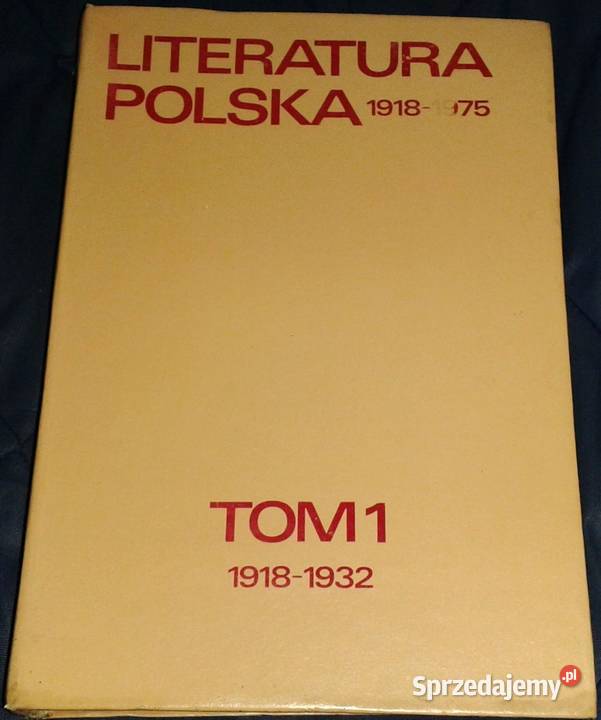 LITERATURA
POLSKA 1918-1975
TOM 1
1918-1932
Sprzedajemy.pl